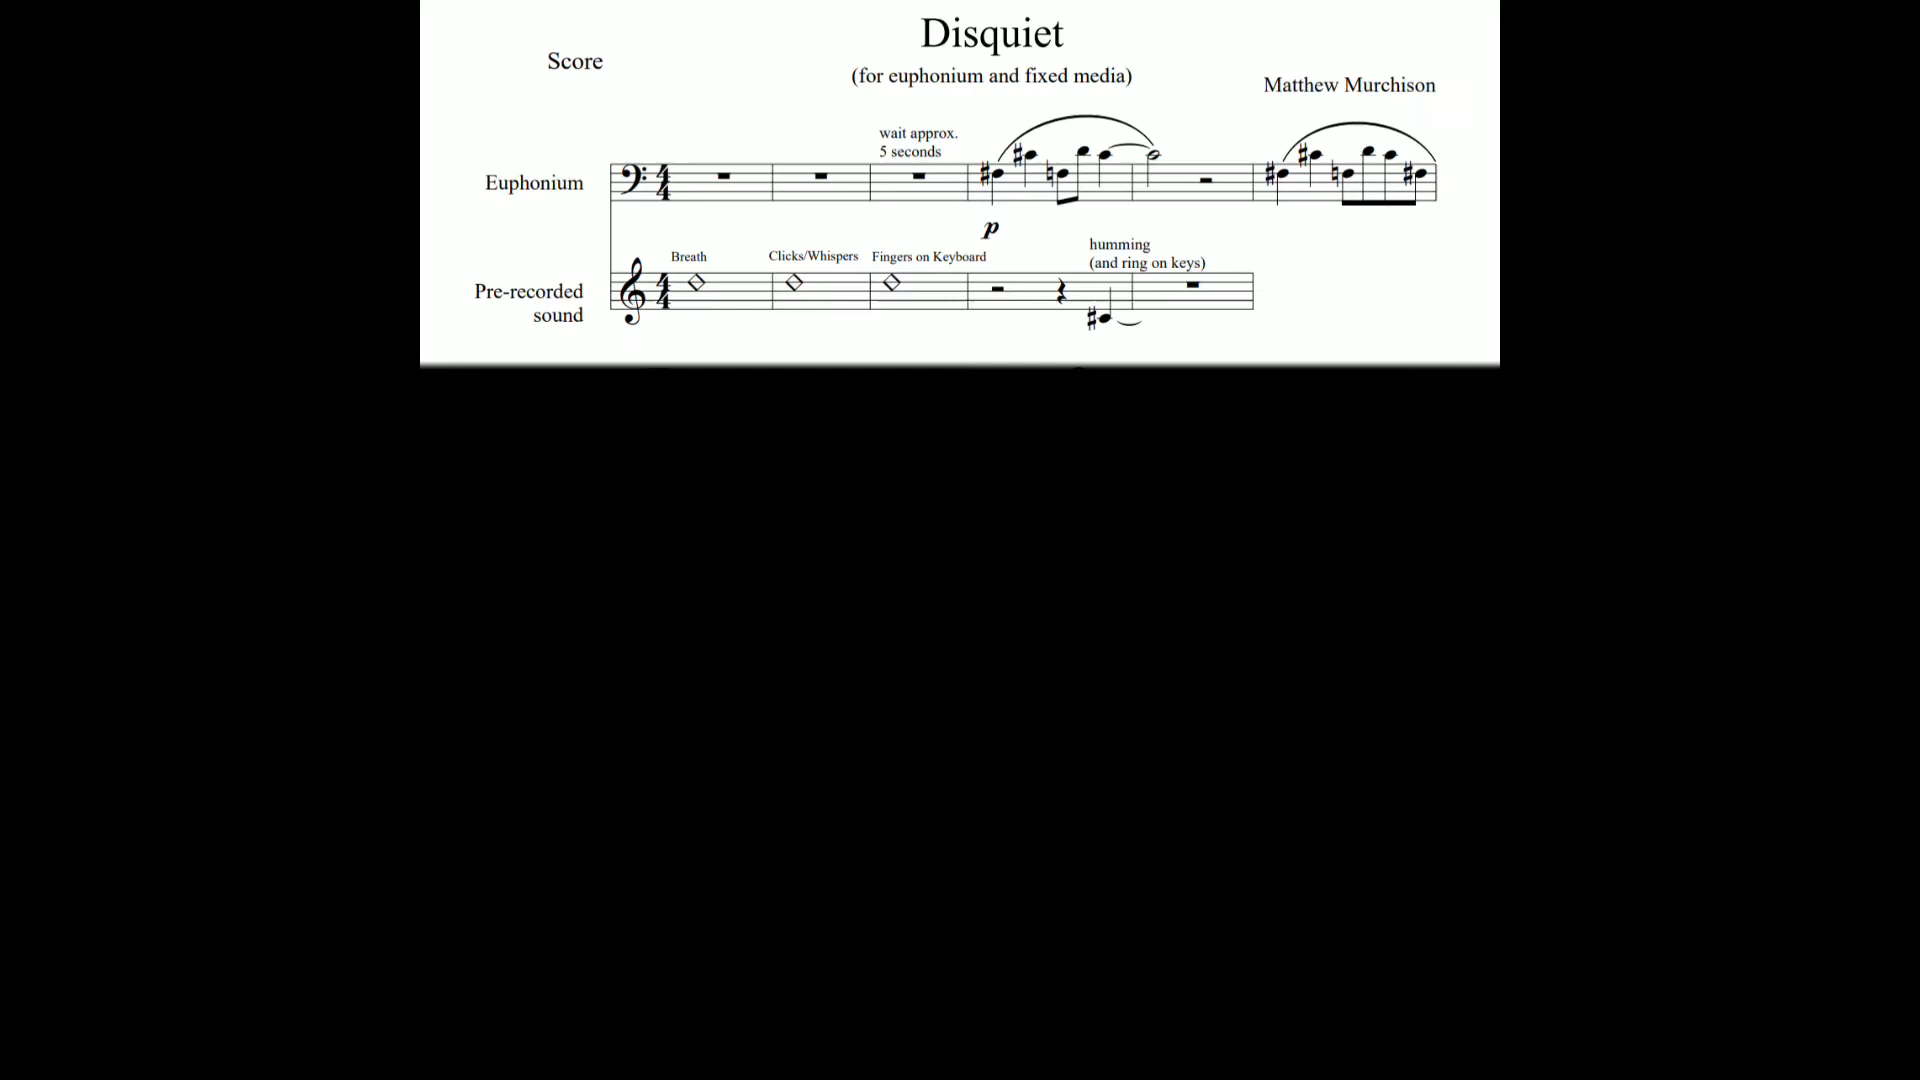 Disquiet
Score
(for euphonium and fixed media)
Matthew Murchison
wait approx.
5 seconds
Euphonium
p
humming
(and ring on keys)
Breath
Clicks/Whispers
Fingers on Keyboard
Pre-recorded
sound